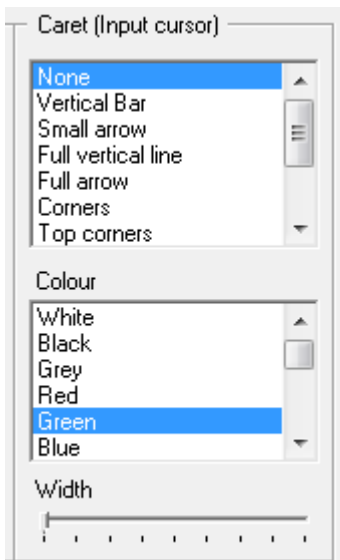 Caret (Input cursor)
None
Vertical Bar
Small arrow
Full vertical line
Full arrow
Corners
Top corners
Colour
White
Black
Grey
Red
Green
Blue
Width